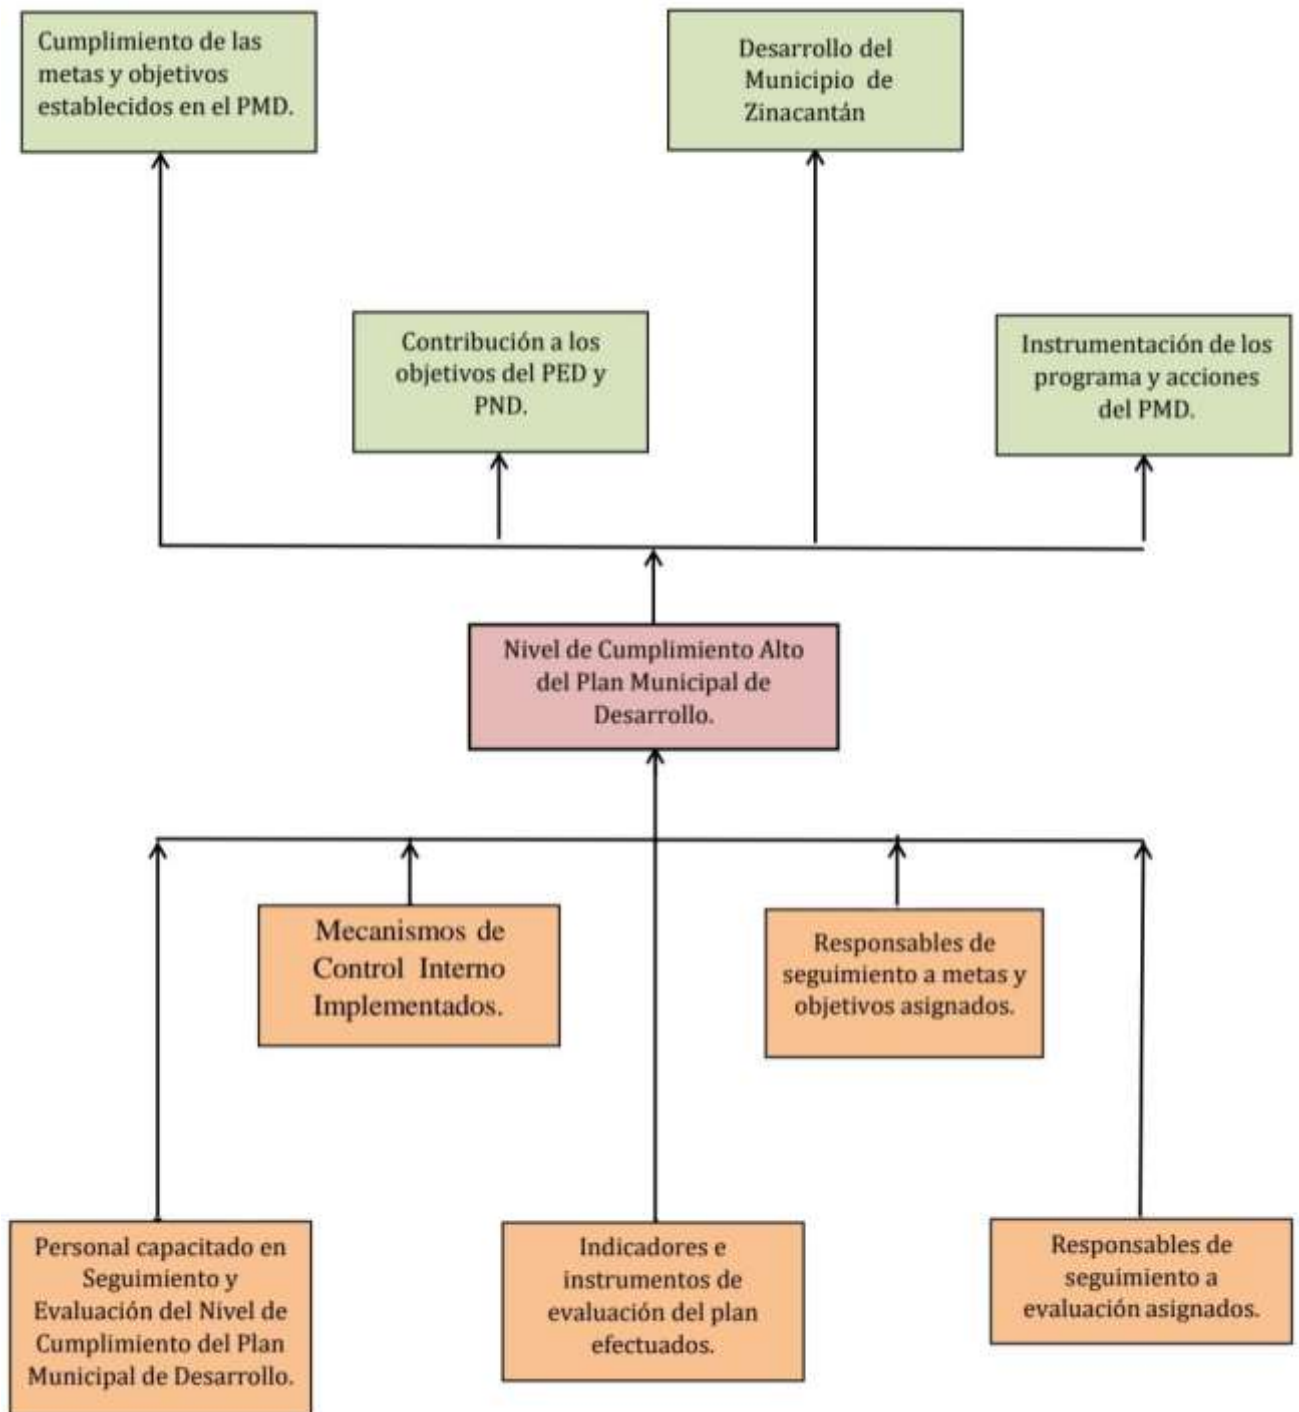 Cumplimiento de las
metas y objetivos
establecidos en el PMD.
Desarrollo del
Municipio de
Zinacantán
Contribución a los
objetivos del PED y
PND.
Instrumentación de los
programa y acciones
del PMD.
Nivel de Cumplimiento Alto
del Plan Municipal de
Desarrollo.
Mecanismos de
Control Interno
Implementados.
Responsables de
seguimiento a metas y
objetivos asignados.
Personal capacitado en
Seguimiento y
Evaluación del Nivel de
Cumplimiento del Plan
Municipal de Desarrollo.
Indicadores e
instrumentos de
evaluación del plan
efectuados.
Responsables de
seguimiento a
evaluación asignados.